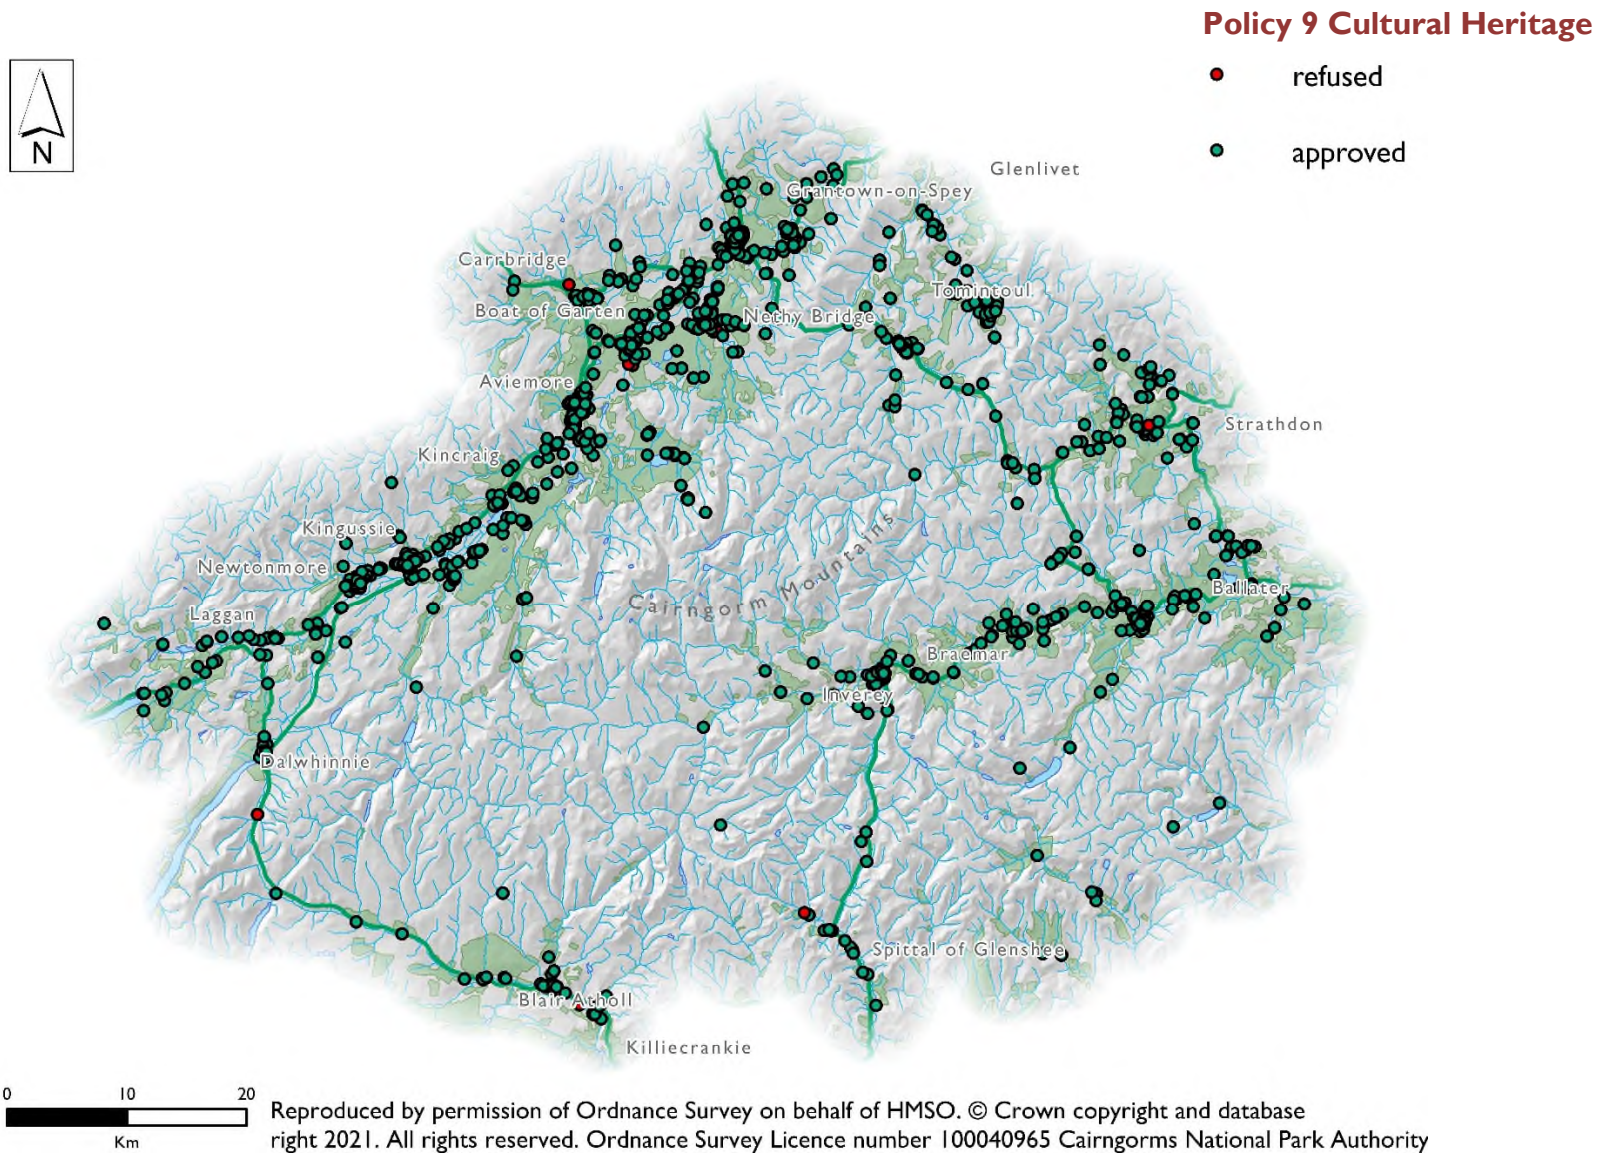 Policy 9 Cultural Heritage
refused
approved
N
Glenlivet
Grantown-on-Spey
Carrbridge
Tomintoul
Boat of Garten
Nethy Bridge
Aviemore
Strathdon
Kincraig
Kingussie
Newtonmore
Cairngorm Mountains
Ballater
Laggan
Braemar
Inverey
Dalwhinnie
Spittal of Glenshee
Blair Atholl
Killiecrankie
0 10 20
Km
Reproduced by permission of Ordnance Survey on behalf of HMSO. © Crown copyright and database
right 2021. All rights reserved. Ordnance Survey Licence number 100040965 Cairngorms National Park Authority